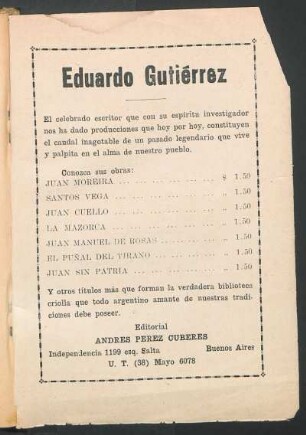 Eduardo Gutiérrez
El celebrado escritor que con su espíritu investigador
nos ha dado producciones que hoy por hoy, constituyen
el caudal inagotable de un pasado legendario que vive
y palpita en el alma de nuestro pueblo.
Conozca sus obras:
JUAN MOREIRA ... ... ... ... ... ... ... $ 1.50
SANTOS VEGA ... ... ... ... ... ... ... „ 1.50
JUAN CUELLO ... ... ... ... ... ... ... „ 1.50
LA MAZORCA ... ... ... ... ... ... ... „ 1.50
JUAN MANUEL DE ROSAS ... ... ... ... „ 1.50
EL PUÑAL DEL TIRANO ... ... ... ... ... „ 1.50
JUAN SIN PATRIA ... ... ... ... ... ... „ 1.50
Y otros títulos más que forman la verdadera biblioteca
criolla que todo argentino amante de nuestras tradi-
ciones debe poseer.
Editorial
ANDRES PEREZ CUBERES
Independencia 1199 esq. Salta Buenos Aires
U. T. (38) Mayo 6078